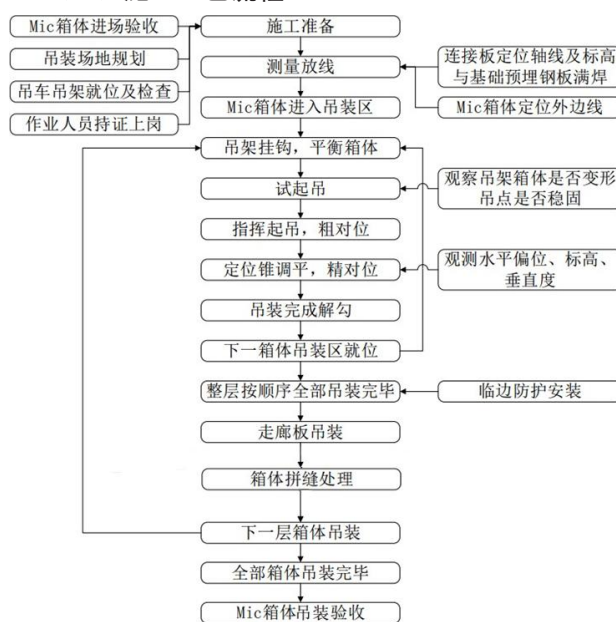 Mic箱体进场验收
吊装场地规划
吊车吊架就位及检查
作业人员持证上岗
施工准备
测量放线
连接板定位轴线及标高
与基础预埋钢板满焊
Mic箱体定位外边线
Mic箱体进入吊装区
吊架挂钩，平衡箱体
试起吊
观察吊架箱体是否变形
吊点是否稳固
指挥起吊，粗对位
定位锥调平，精对位
观测水平偏位、标高、
垂直度
吊装完成解勾
下一箱体吊装区就位
整层按顺序全部吊装完毕
临边防护安装
走廊板吊装
箱体拼缝处理
下一层箱体吊装
全部箱体吊装完毕
Mic箱体吊装验收